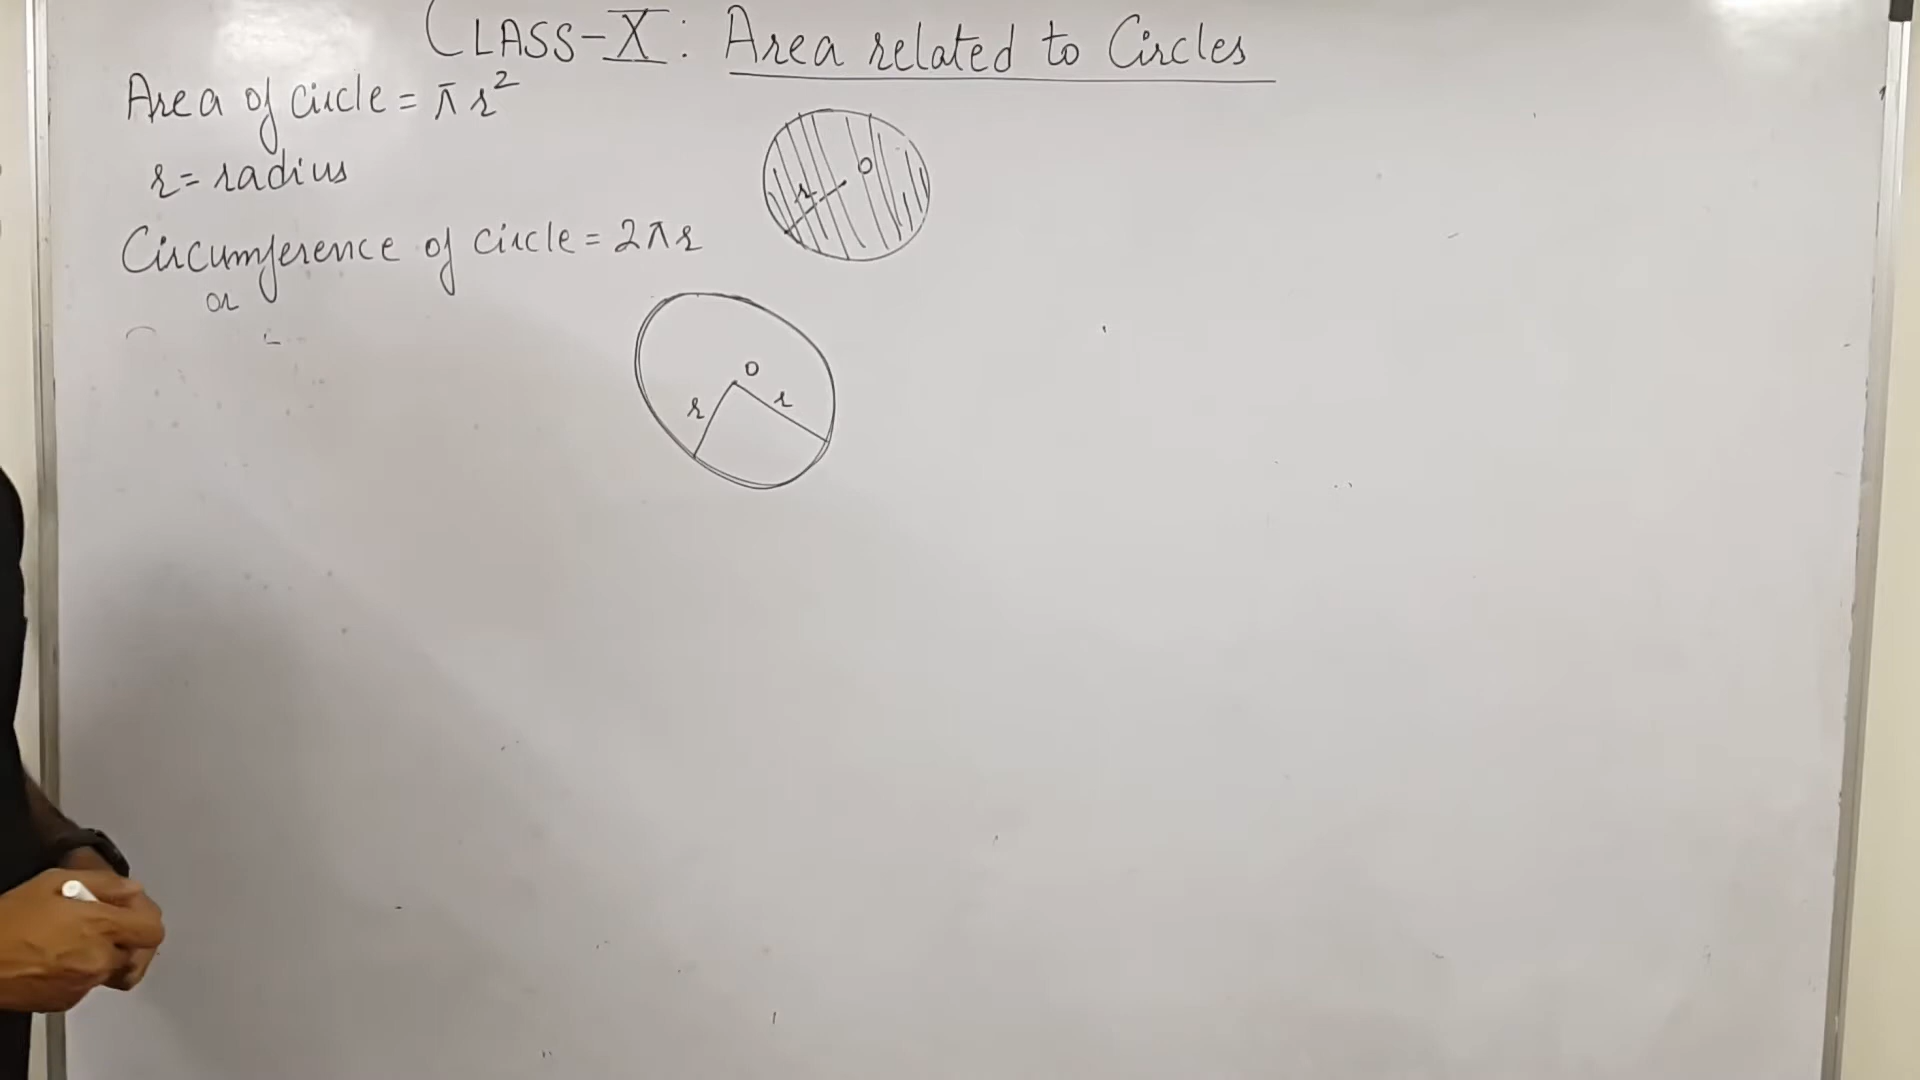 CLASS-X: Area related to Circles
Area of circle = πr²
r = radius
Circumference of circle = 2πr
or
r O
O
r r